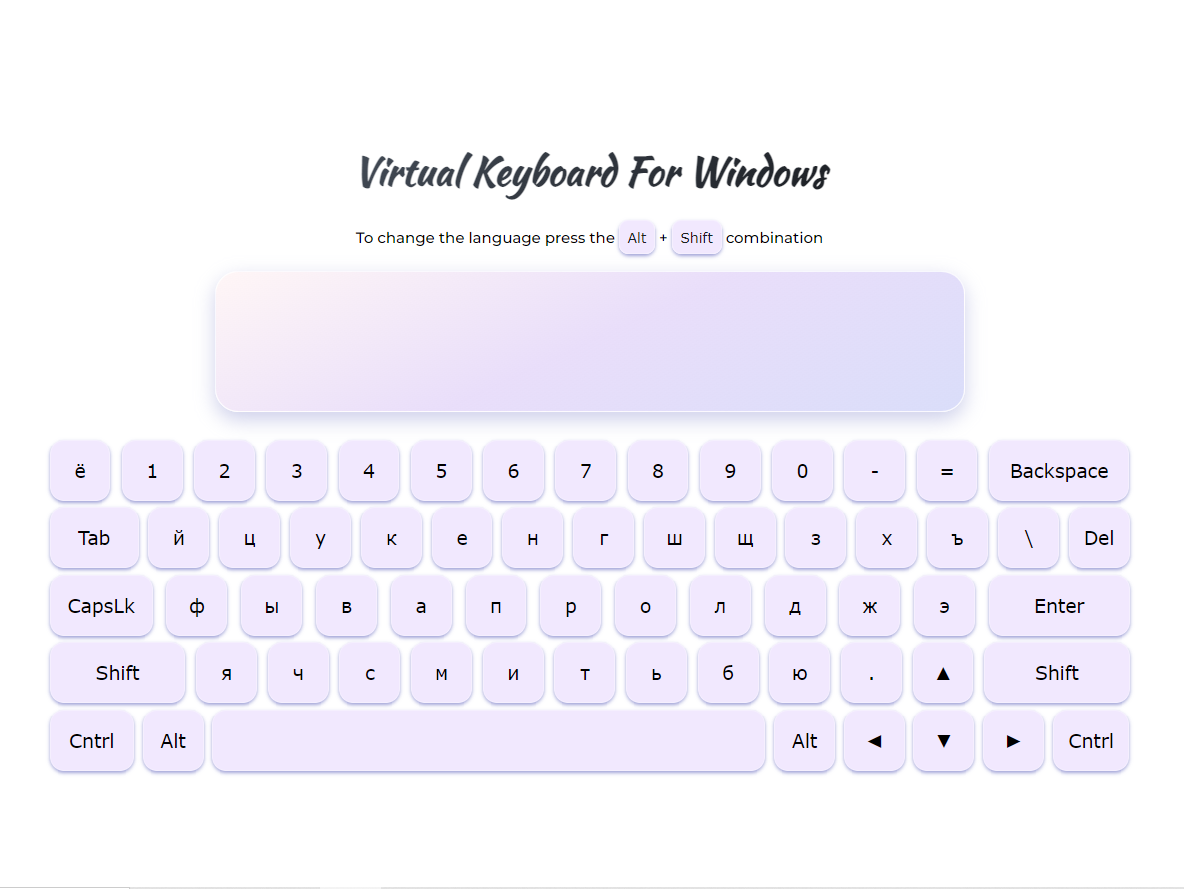 Virtual Keyboard For Windows
To change the language press the Alt + Shift combination
ё 1 2 3 4 5 6 7 8 9 0 - = Backspace
Tab й ц у к е н г ш щ з х ъ \ Del
CapsLk ф ы в а п р о л д ж э Enter
Shift я ч с м и т ь б ю . ▲ Shift
Cntrl Alt Alt ◄ ▼ ► Cntrl